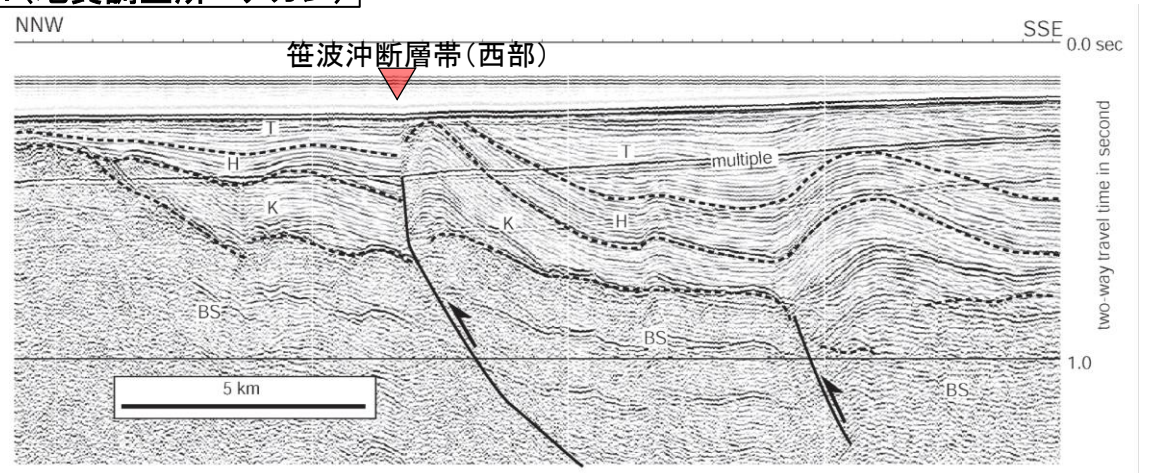 NNW
SSE
0.0 sec
笹波沖断層帯（西部）
T
H
K
T
multiple
K
H
BS
BS
BS
1.0
5 km
two-way travel time in second